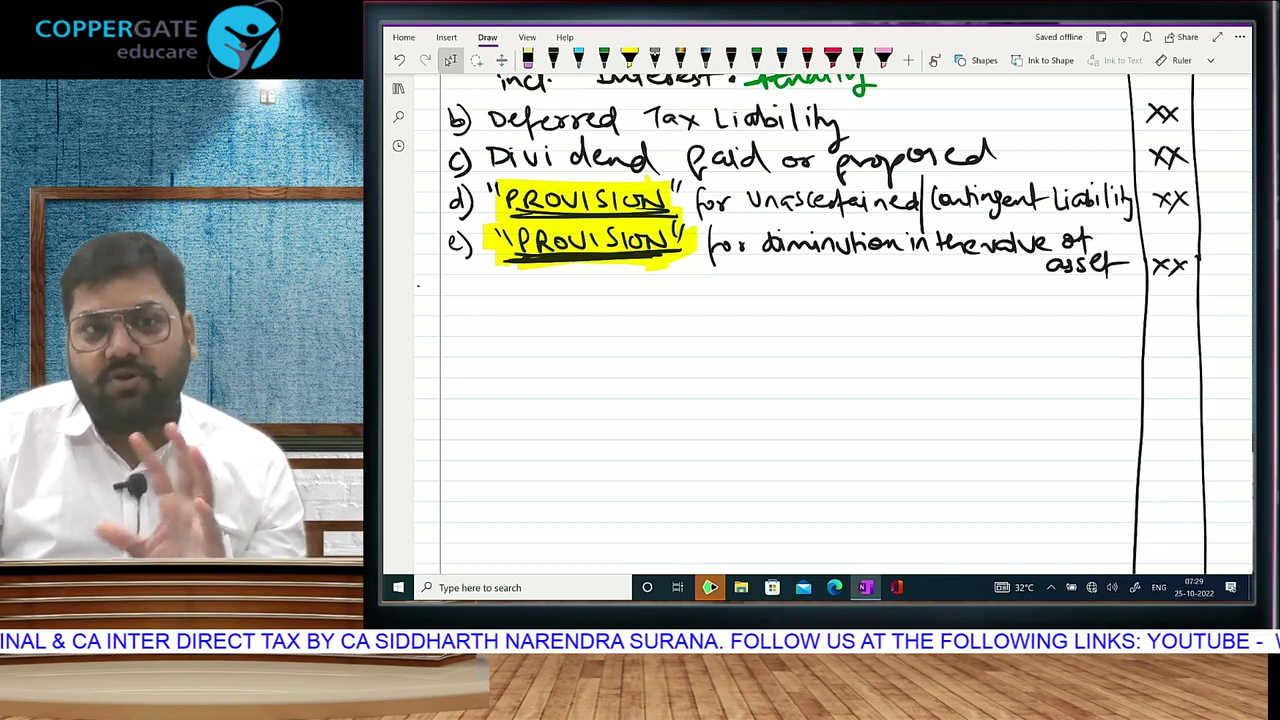 COPPERGATE
educare
Home Insert Draw View Help
Saved offline
Share
Shapes
Ink to Shape
Ink to Text
Ruler
incl. Interest. Penalty
b) Deferred Tax Liability xx
c) Dividend paid or proposed xx
d) "PROVISION" for unascertained/Contingent Liability xx
e) "PROVISION" for diminution in the value of
asset xx
Type here to search
32°C
ENG
07:29
25-10-2022
INAL & CA INTER DIRECT TAX BY CA SIDDHARTH NARENDRA SURANA. FOLLOW US AT THE FOLLOWING LINKS: YOUTUBE -